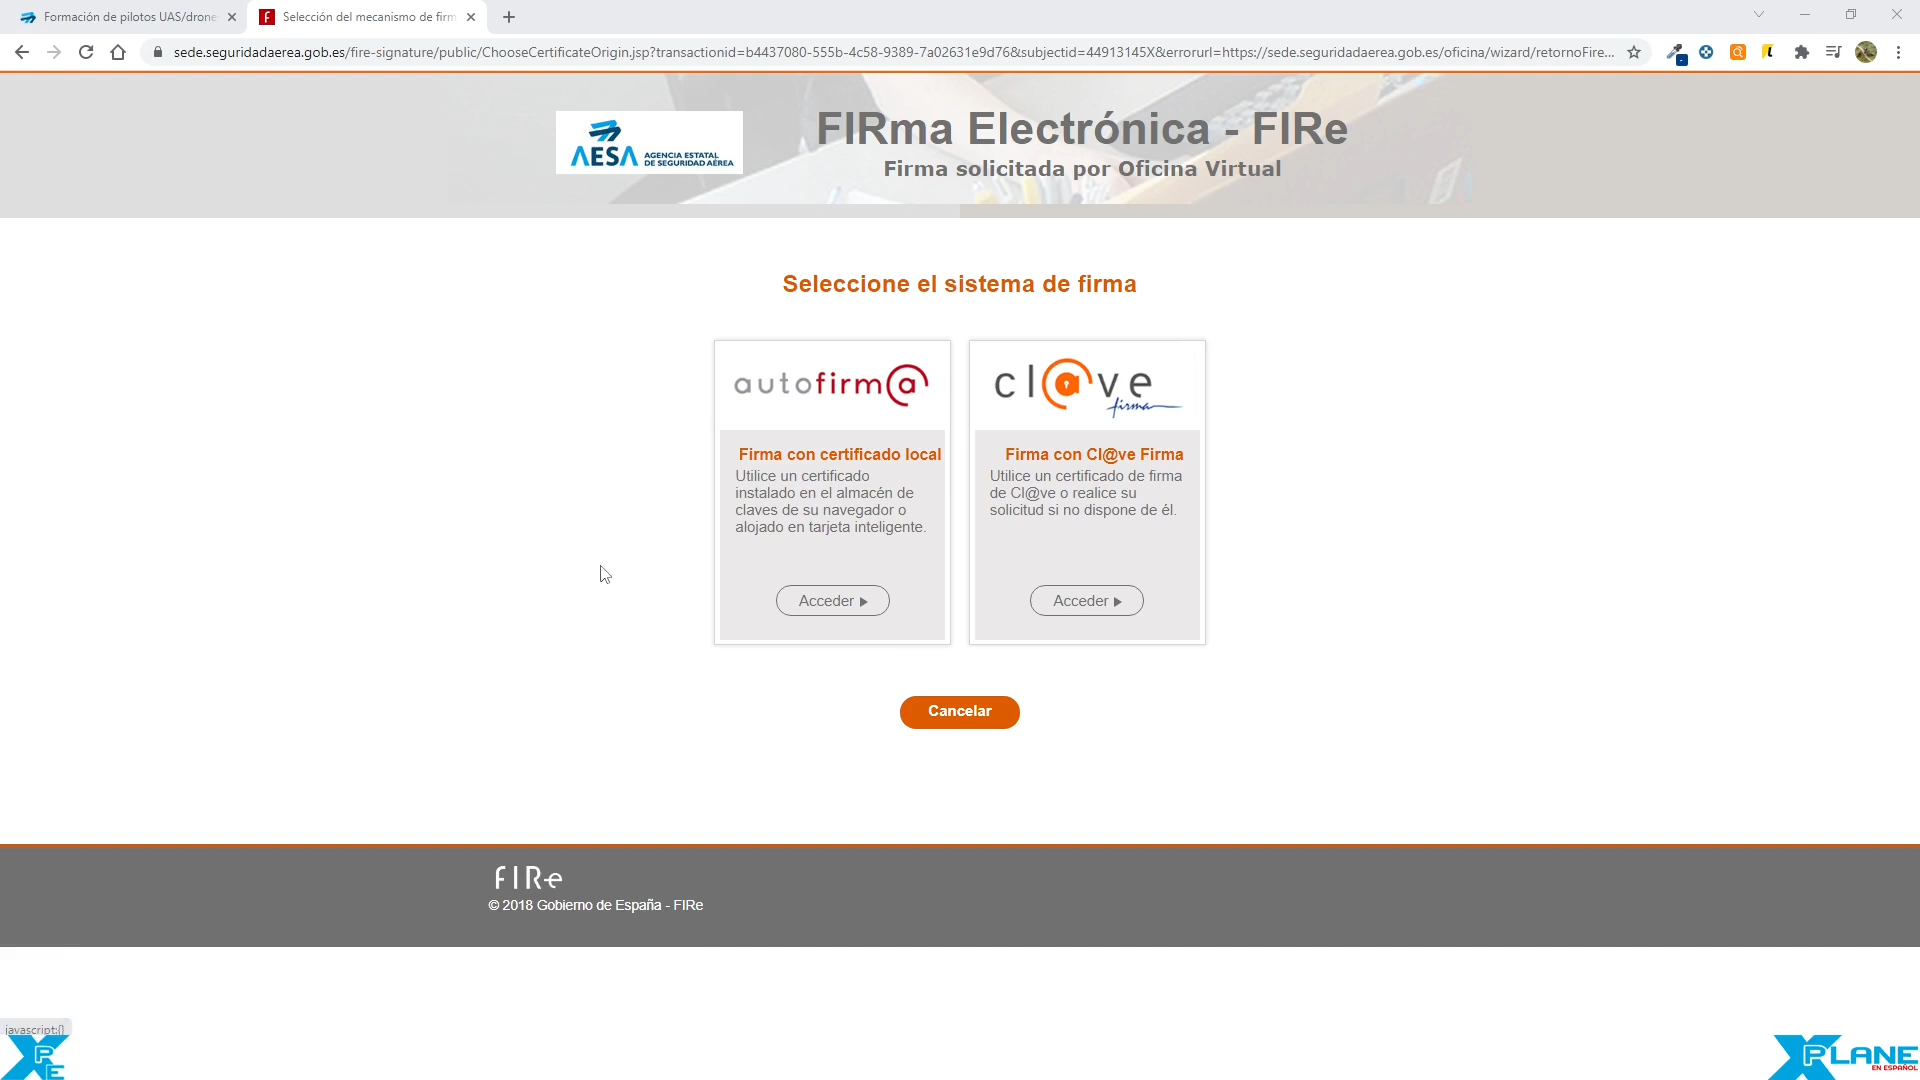 Formación de pilotos UAS/drone
Selección del mecanismo de firm
sede.seguridadaerea.gob.es/fire-signature/public/ChooseCertificateOrigin.jsp?transactionid=b4437080-555b-4c58-9389-7a02631e9d76&subjectid=44913145X&errorurl=https://sede.seguridadaerea.gob.es/oficina/wizard/retornoFire...
AESA AGENCIA ESTATAL
DE SEGURIDAD AÉREA
FIRma Electrónica - FIRe
Firma solicitada por Oficina Virtual
Seleccione el sistema de firma
autofirm@
Firma con certificado local
Utilice un certificado
instalado en el almacén de
claves de su navegador o
alojado en tarjeta inteligente.
Acceder
cl@ve
firma
Firma con Cl@ve Firma
Utilice un certificado de firma
de Cl@ve o realice su
solicitud si no dispone de él.
Acceder
Cancelar
FIRe
© 2018 Gobierno de España - FIRe
javascript:{}
XPE
XPLANE
EN ESPAÑOL